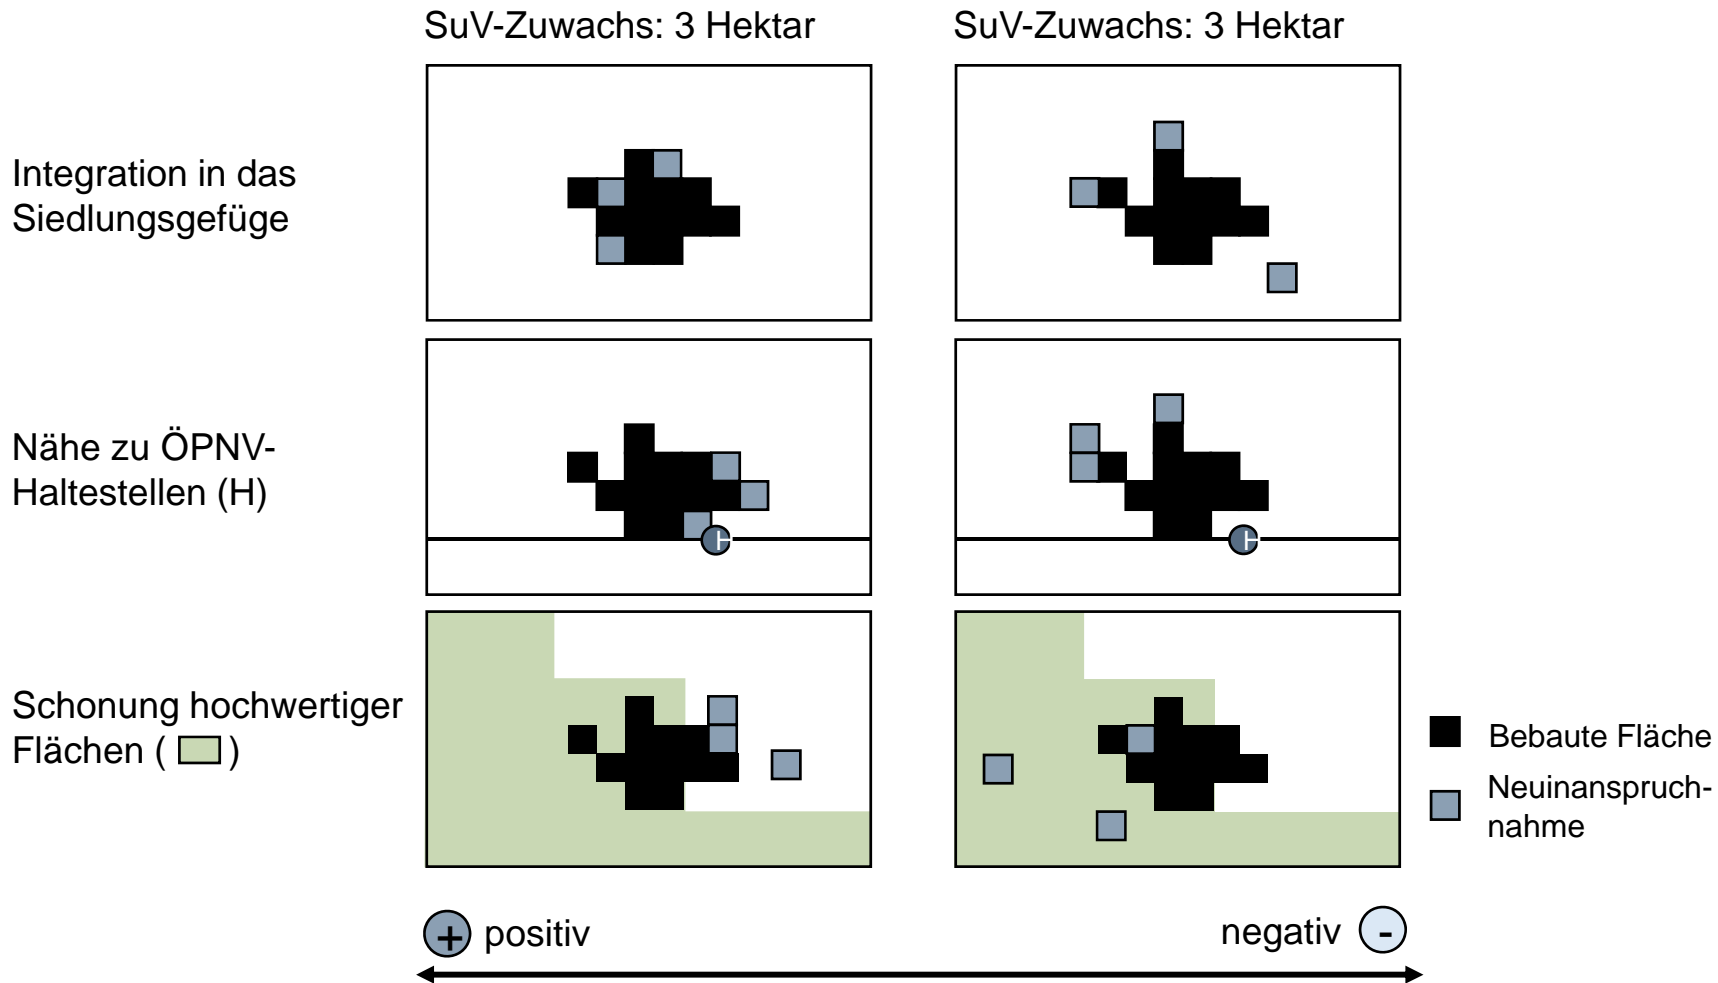 SuV-Zuwachs: 3 Hektar
SuV-Zuwachs: 3 Hektar
Integration in das
Siedlungsgefüge
Nähe zu ÖPNV-
Haltestellen (H)
H
H
Schonung hochwertiger
Flächen ( )
Bebaute Fläche
Neuinanspruch-
nahme
+ positiv
negativ -